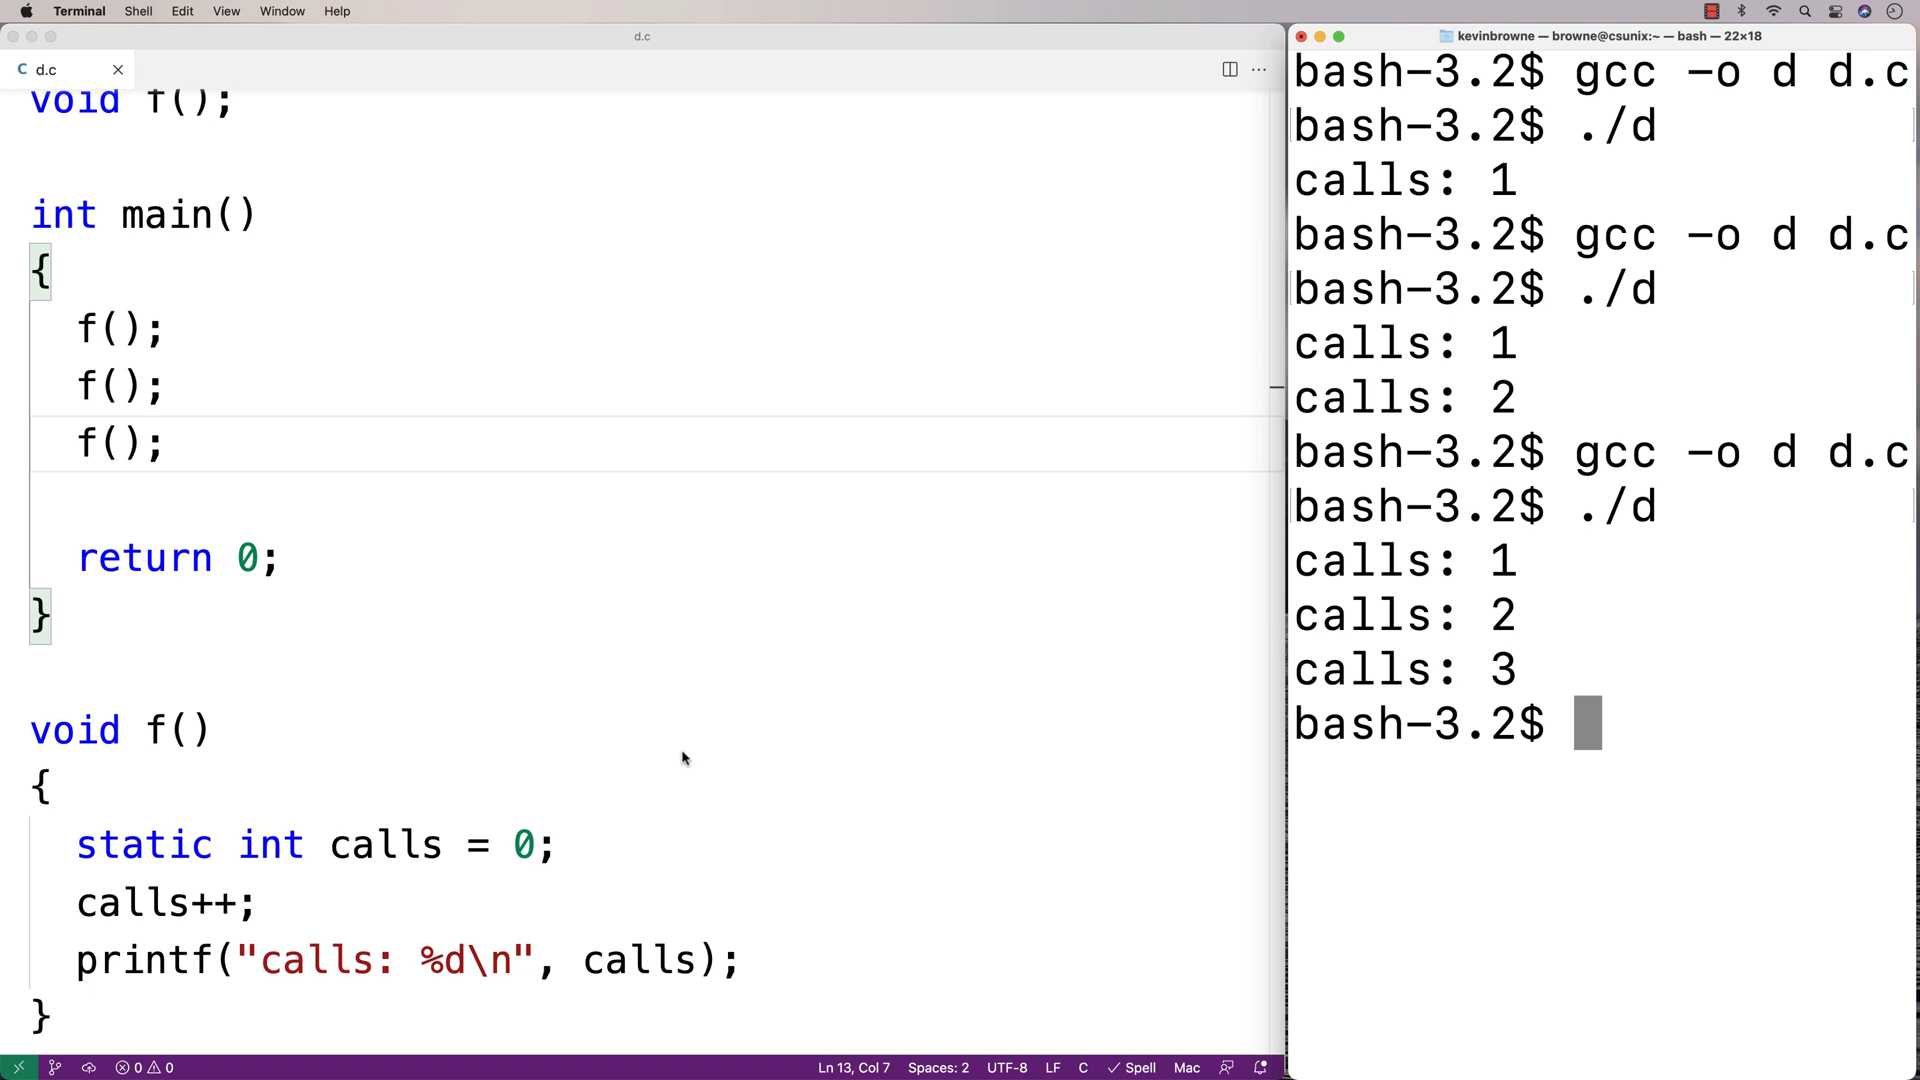 Terminal Shell Edit View Window Help
d.c
C d.c
void f();
int main()
{
f();
f();
f();
return 0;
}
void f()
{
static int calls = 0;
calls++;
printf("calls: %d\n", calls);
}
0 0
Ln 13, Col 7 Spaces: 2 UTF-8 LF C Spell Mac
kevinbrowne — browne@csunix:~ — bash — 22×18
bash-3.2$ gcc -o d d.c
bash-3.2$ ./d
calls: 1
bash-3.2$ gcc -o d d.c
bash-3.2$ ./d
calls: 1
calls: 2
bash-3.2$ gcc -o d d.c
bash-3.2$ ./d
calls: 1
calls: 2
calls: 3
bash-3.2$